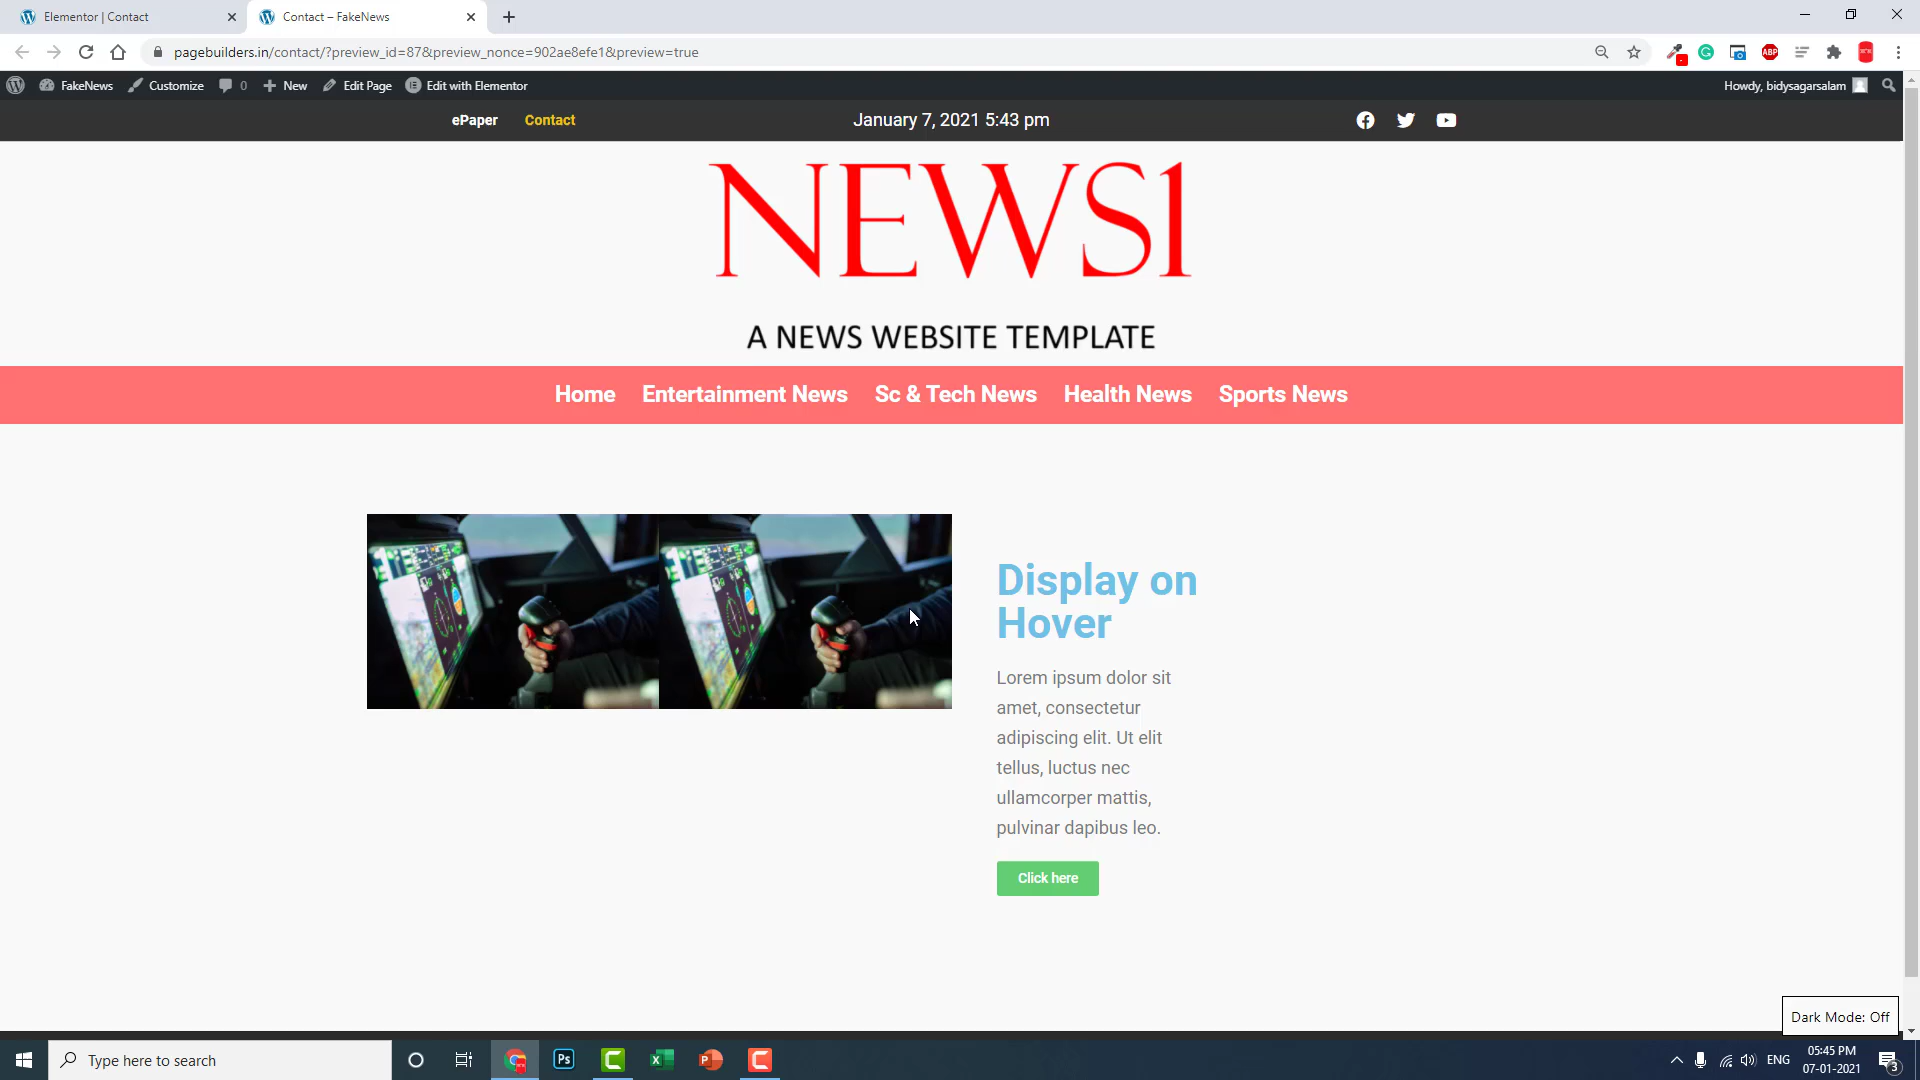 Elementor | Contact
Contact – FakeNews
pagebuilders.in/contact/?preview_id=87&preview_nonce=902ae8efe1&preview=true
ABP
FakeNews Customize 0 New Edit Page Edit with Elementor
Howdy, bidysagarsalam
ePaper Contact
January 7, 2021 5:43 pm
NEWS1
A NEWS WEBSITE TEMPLATE
Home Entertainment News Sc & Tech News Health News Sports News
Display on
Hover
Lorem ipsum dolor sit
amet, consectetur
adipiscing elit. Ut elit
tellus, luctus nec
ullamcorper mattis,
pulvinar dapibus leo.
Click here
Dark Mode: Off
Type here to search
Ps
ENG
05:45 PM
07-01-2021
3